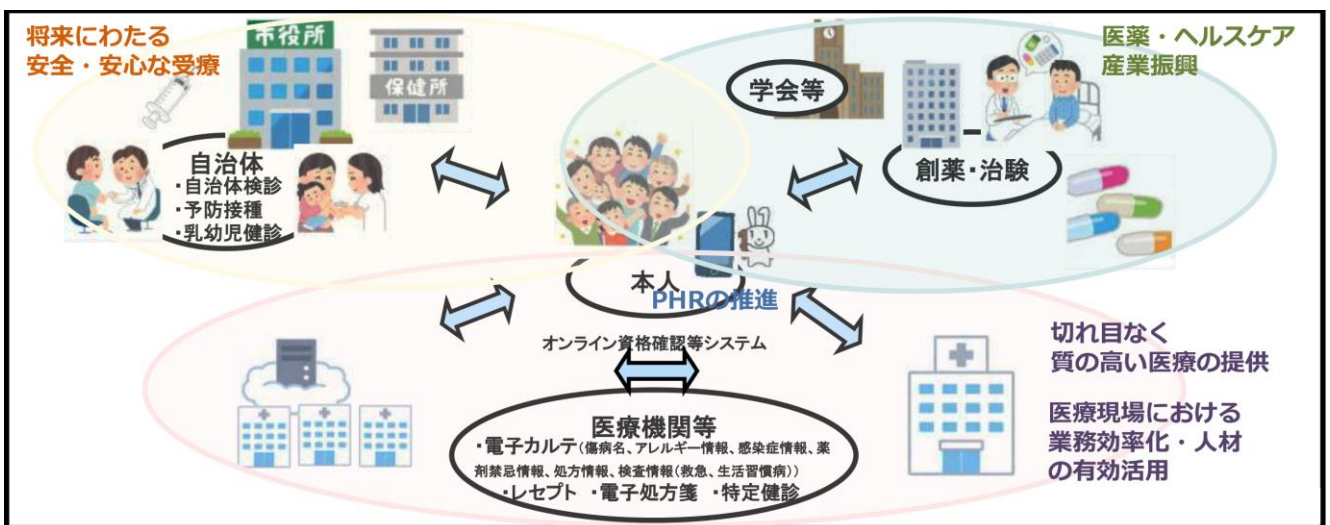 将来にわたる
安全・安心な受療
市役所
保健所
自治体
・自治体検診
・予防接種
・乳幼児健診
医薬・ヘルスケア
産業振興
学会等
創薬・治験
本人
PHRの推進
オンライン資格確認等システム
医療機関等
・電子カルテ（傷病名、アレルギー情報、感染症情報、薬
剤禁忌情報、処方情報、検査情報（救急、生活習慣病））
・レセプト ・電子処方箋 ・特定健診
切れ目なく
質の高い医療の提供
医療現場における
業務効率化・人材
の有効活用